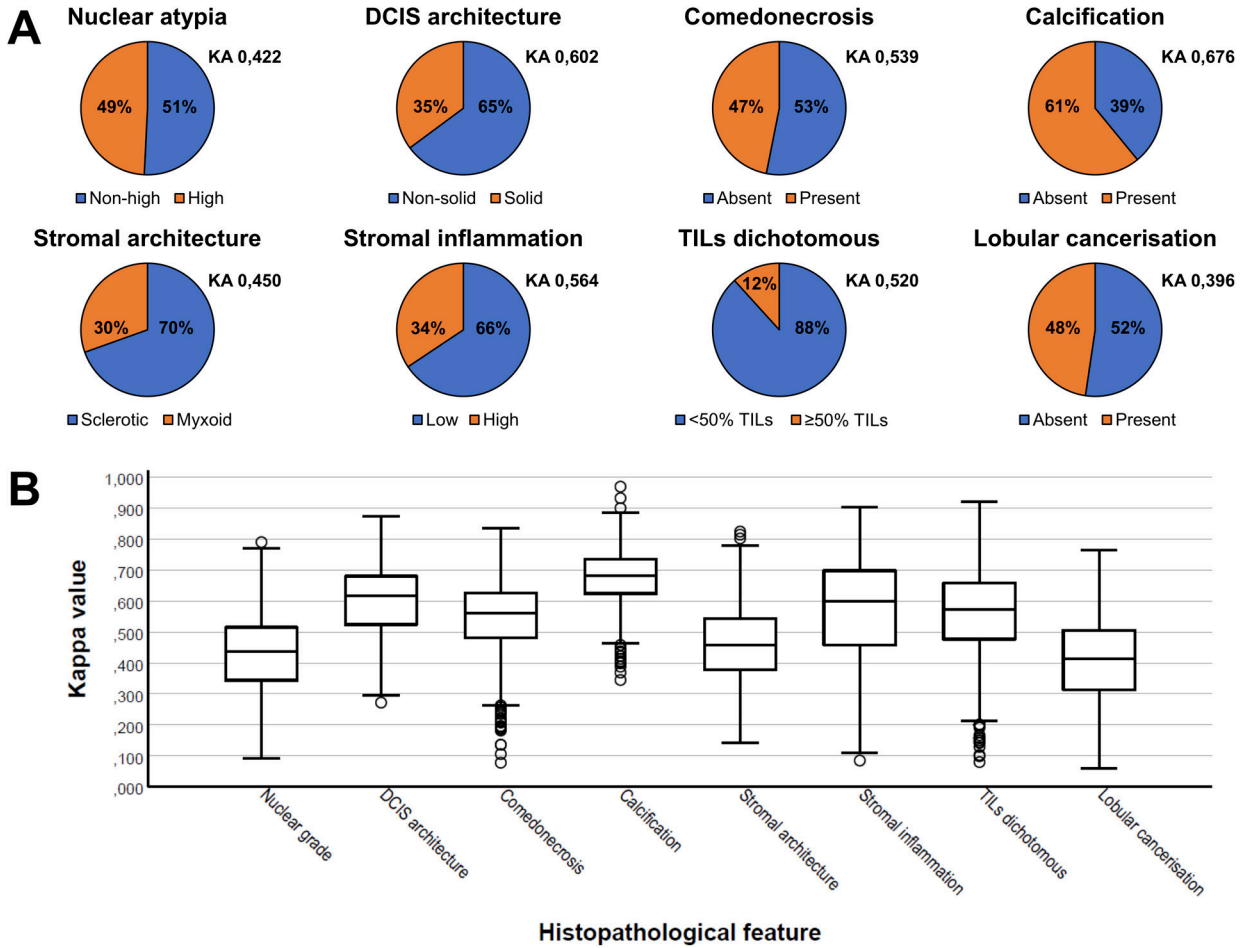 A
Nuclear atypia
KA 0,422
49%
51%
Non-high High
DCIS architecture
KA 0,602
35%
65%
Non-solid Solid
Comedonecrosis
KA 0,539
47%
53%
Absent Present
Calcification
KA 0,676
61%
39%
Absent Present
Stromal architecture
KA 0,450
30%
70%
Sclerotic Myxoid
Stromal inflammation
KA 0,564
34%
66%
Low High
TILs dichotomous
KA 0,520
12%
88%
<50% TILs ≥50% TILs
Lobular cancerisation
KA 0,396
48%
52%
Absent Present
B
Kappa value
1,000
,900
,800
,700
,600
,500
,400
,300
,200
,100
,000
Nuclear grade
DCIS architecture
Comedonecrosis
Calcification
Stromal architecture
Stromal inflammation
TILs dichotomous
Lobular cancerisation
Histopathological feature